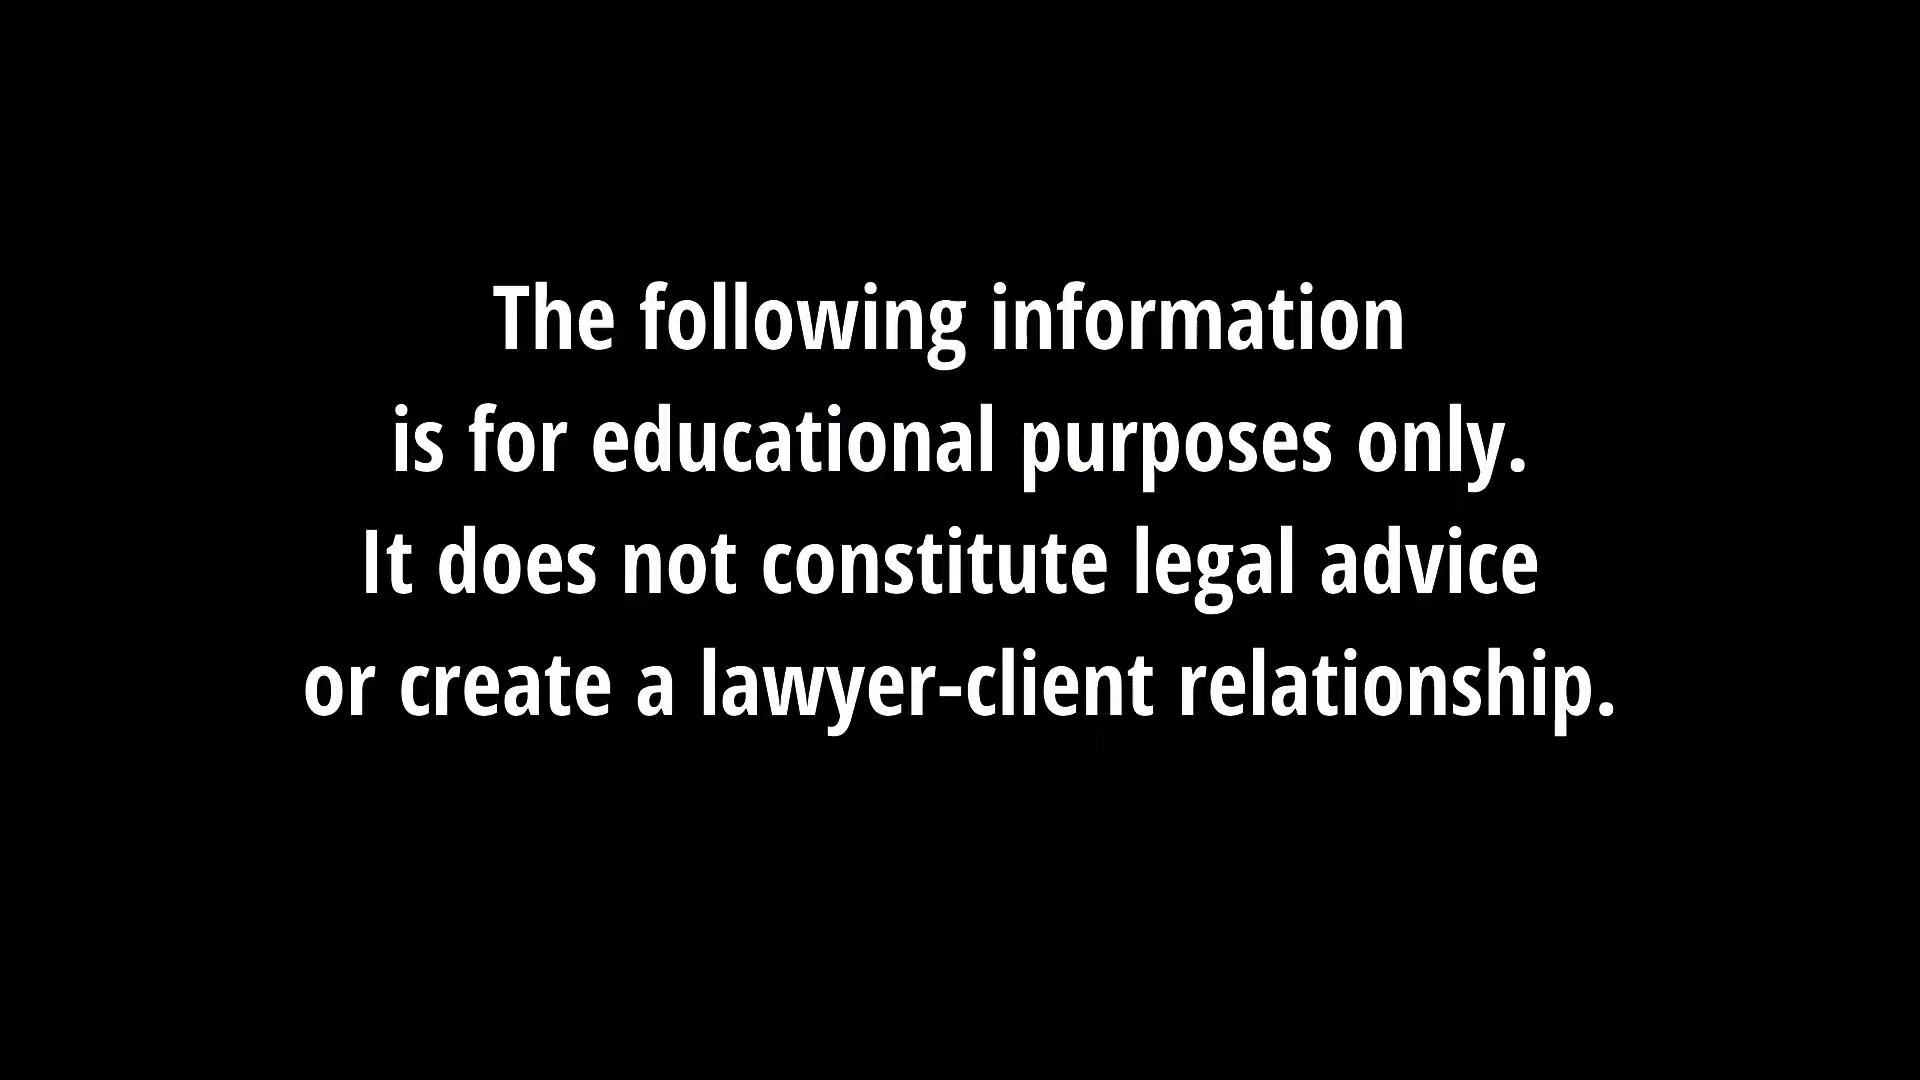 The following information
is for educational purposes only.
It does not constitute legal advice
or create a lawyer-client relationship.